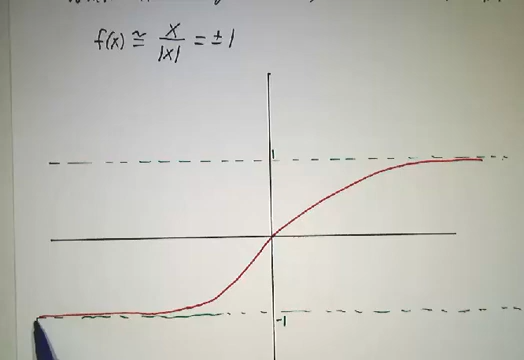 f(x) ≅ x/|x| = ±1
1
-1